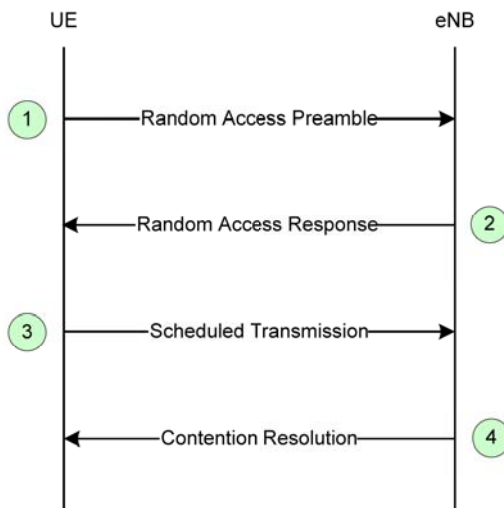 UE
eNB
1
Random Access Preamble
Random Access Response
2
3
Scheduled Transmission
Contention Resolution
4